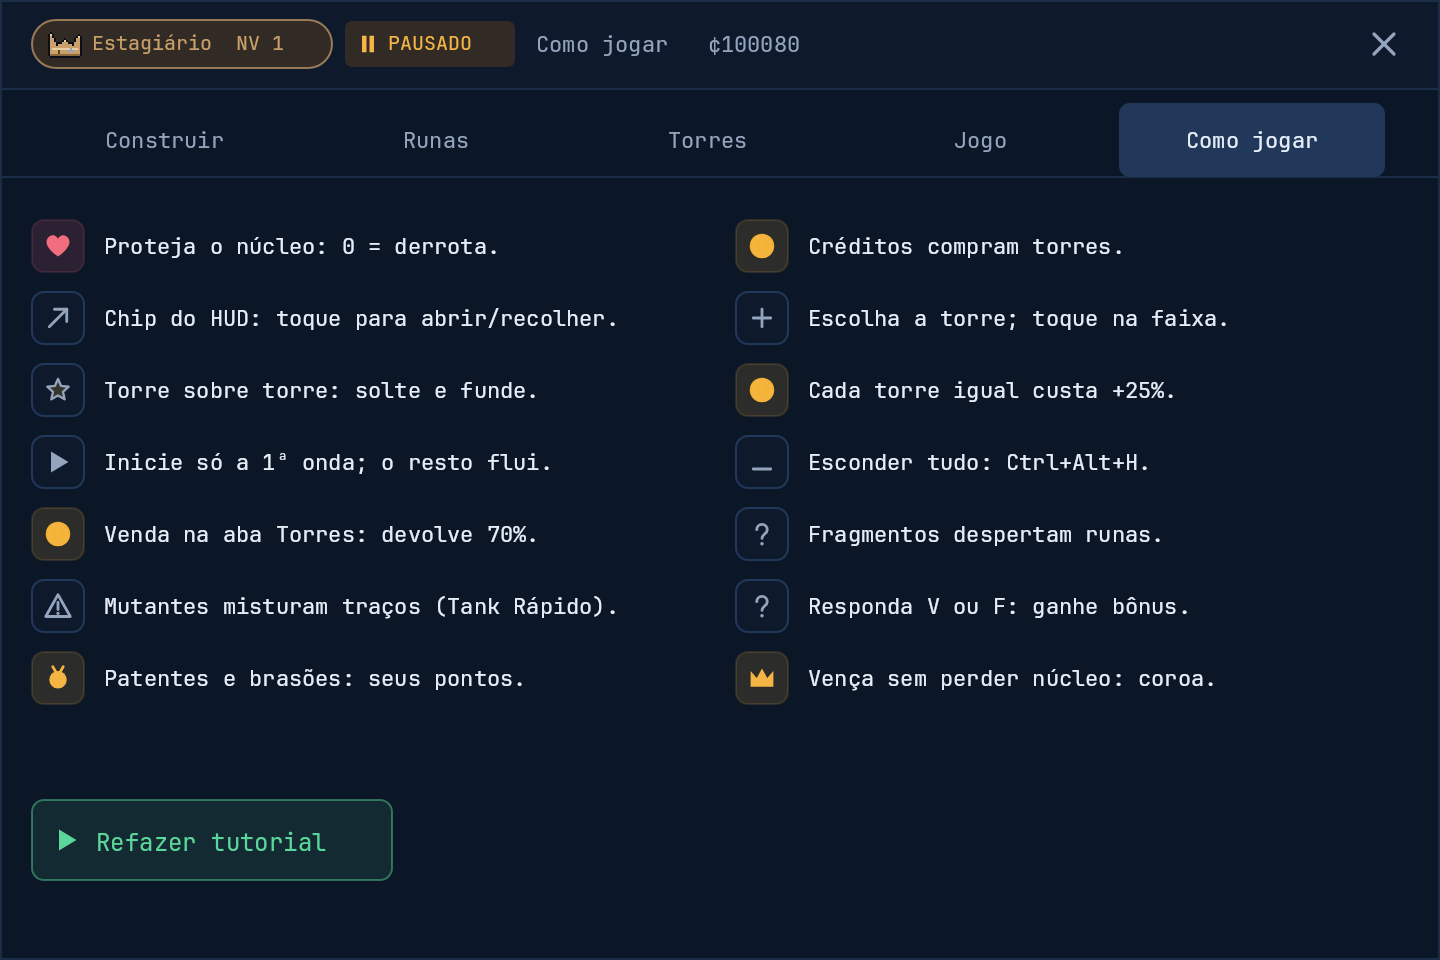 Estagiário NV 1 PAUSADO Como jogar ₵100080
Construir Runas Torres Jogo Como jogar
Proteja o núcleo: 0 = derrota.
Créditos compram torres.
Chip do HUD: toque para abrir/recolher.
Escolha a torre; toque na faixa.
Torre sobre torre: solte e funde.
Cada torre igual custa +25%.
Inicie só a 1ª onda; o resto flui.
Esconder tudo: Ctrl+Alt+H.
Venda na aba Torres: devolve 70%.
Fragmentos despertam runas.
Mutantes misturam traços (Tank Rápido).
Responda V ou F: ganhe bônus.
Patentes e brasões: seus pontos.
Vença sem perder núcleo: coroa.
Refazer tutorial